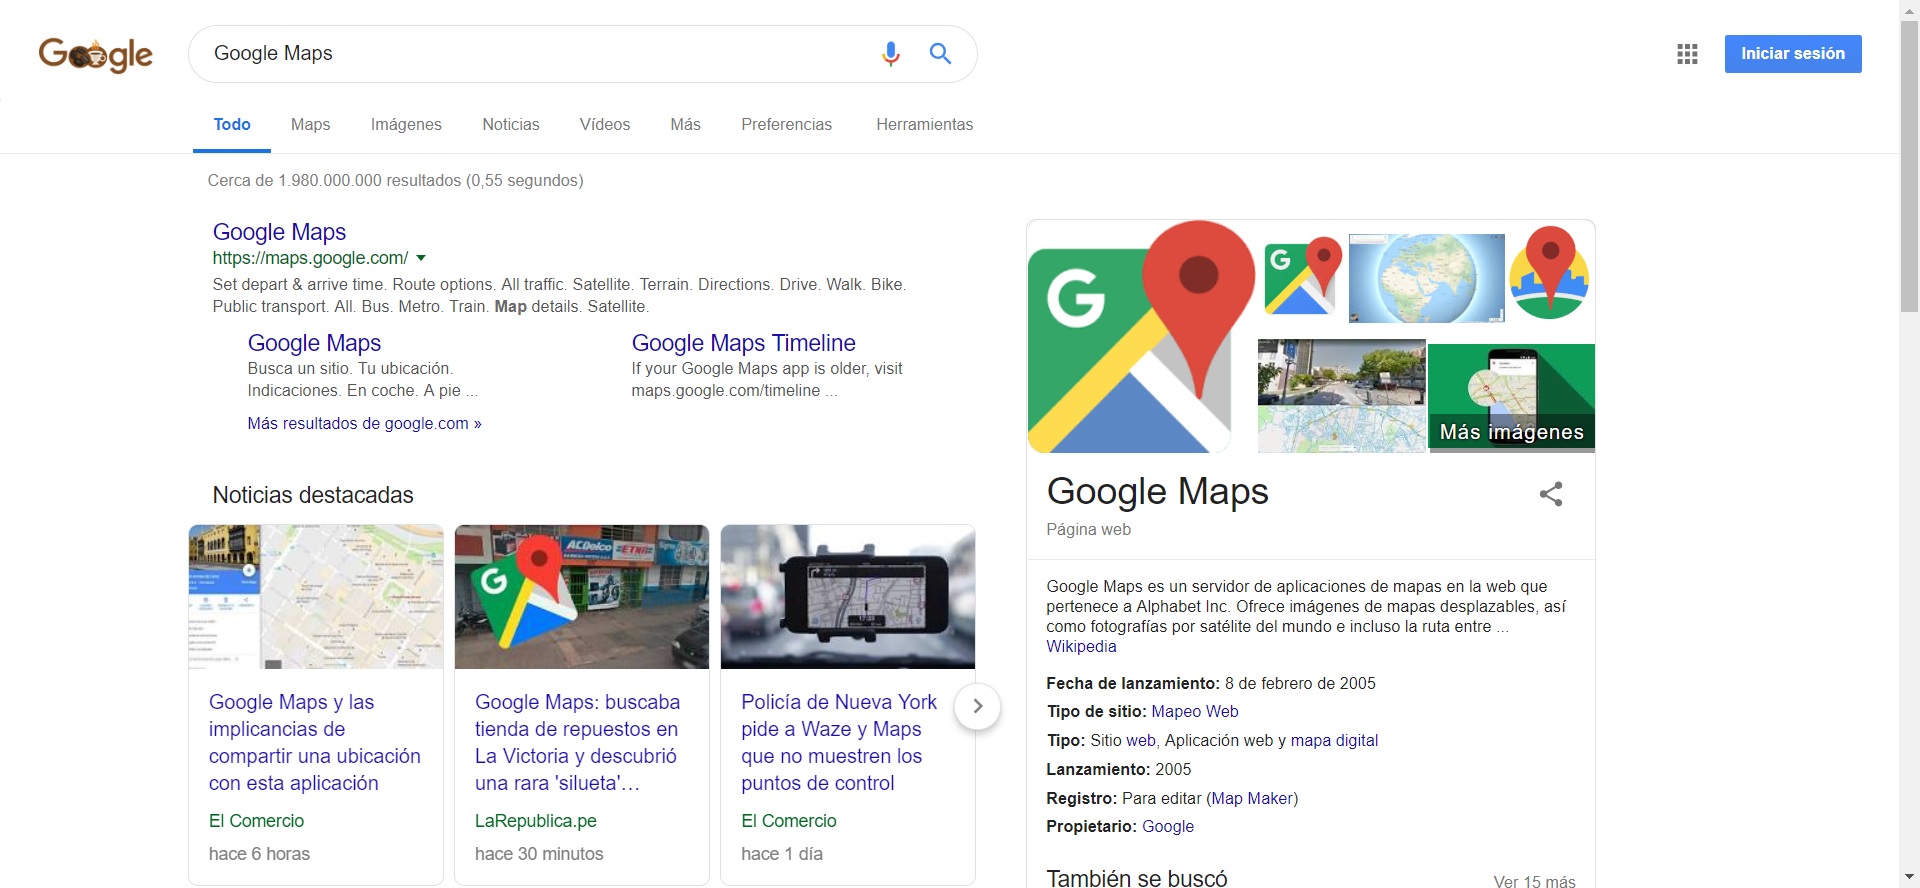 Google
Google Maps
Iniciar sesión
Todo
Maps
Imágenes
Noticias
Vídeos
Más
Preferencias
Herramientas
Cerca de 1.980.000.000 resultados (0,55 segundos)
Google Maps
https://maps.google.com/
Set depart & arrive time. Route options. All traffic. Satellite. Terrain. Directions. Drive. Walk. Bike.
Public transport. All. Bus. Metro. Train. Map details. Satellite.
Google Maps
Busca un sitio. Tu ubicación.
Indicaciones. En coche. A pie ...
Google Maps Timeline
If your Google Maps app is older, visit
maps.google.com/timeline ...
Más resultados de google.com »
Noticias destacadas
ACDelco
ETNA
17:33
Google Maps y las
implicancias de
compartir una ubicación
con esta aplicación
El Comercio
hace 6 horas
Google Maps: buscaba
tienda de repuestos en
La Victoria y descubrió
una rara 'silueta'...
LaRepublica.pe
hace 30 minutos
Policía de Nueva York
pide a Waze y Maps
que no muestren los
puntos de control
El Comercio
hace 1 día
G
G
G
Más imágenes
Google Maps
Página web
Google Maps es un servidor de aplicaciones de mapas en la web que
pertenece a Alphabet Inc. Ofrece imágenes de mapas desplazables, así
como fotografías por satélite del mundo e incluso la ruta entre ...
Wikipedia
Fecha de lanzamiento: 8 de febrero de 2005
Tipo de sitio: Mapeo Web
Tipo: Sitio web, Aplicación web y mapa digital
Lanzamiento: 2005
Registro: Para editar (Map Maker)
Propietario: Google
También se buscó
Ver 15 más